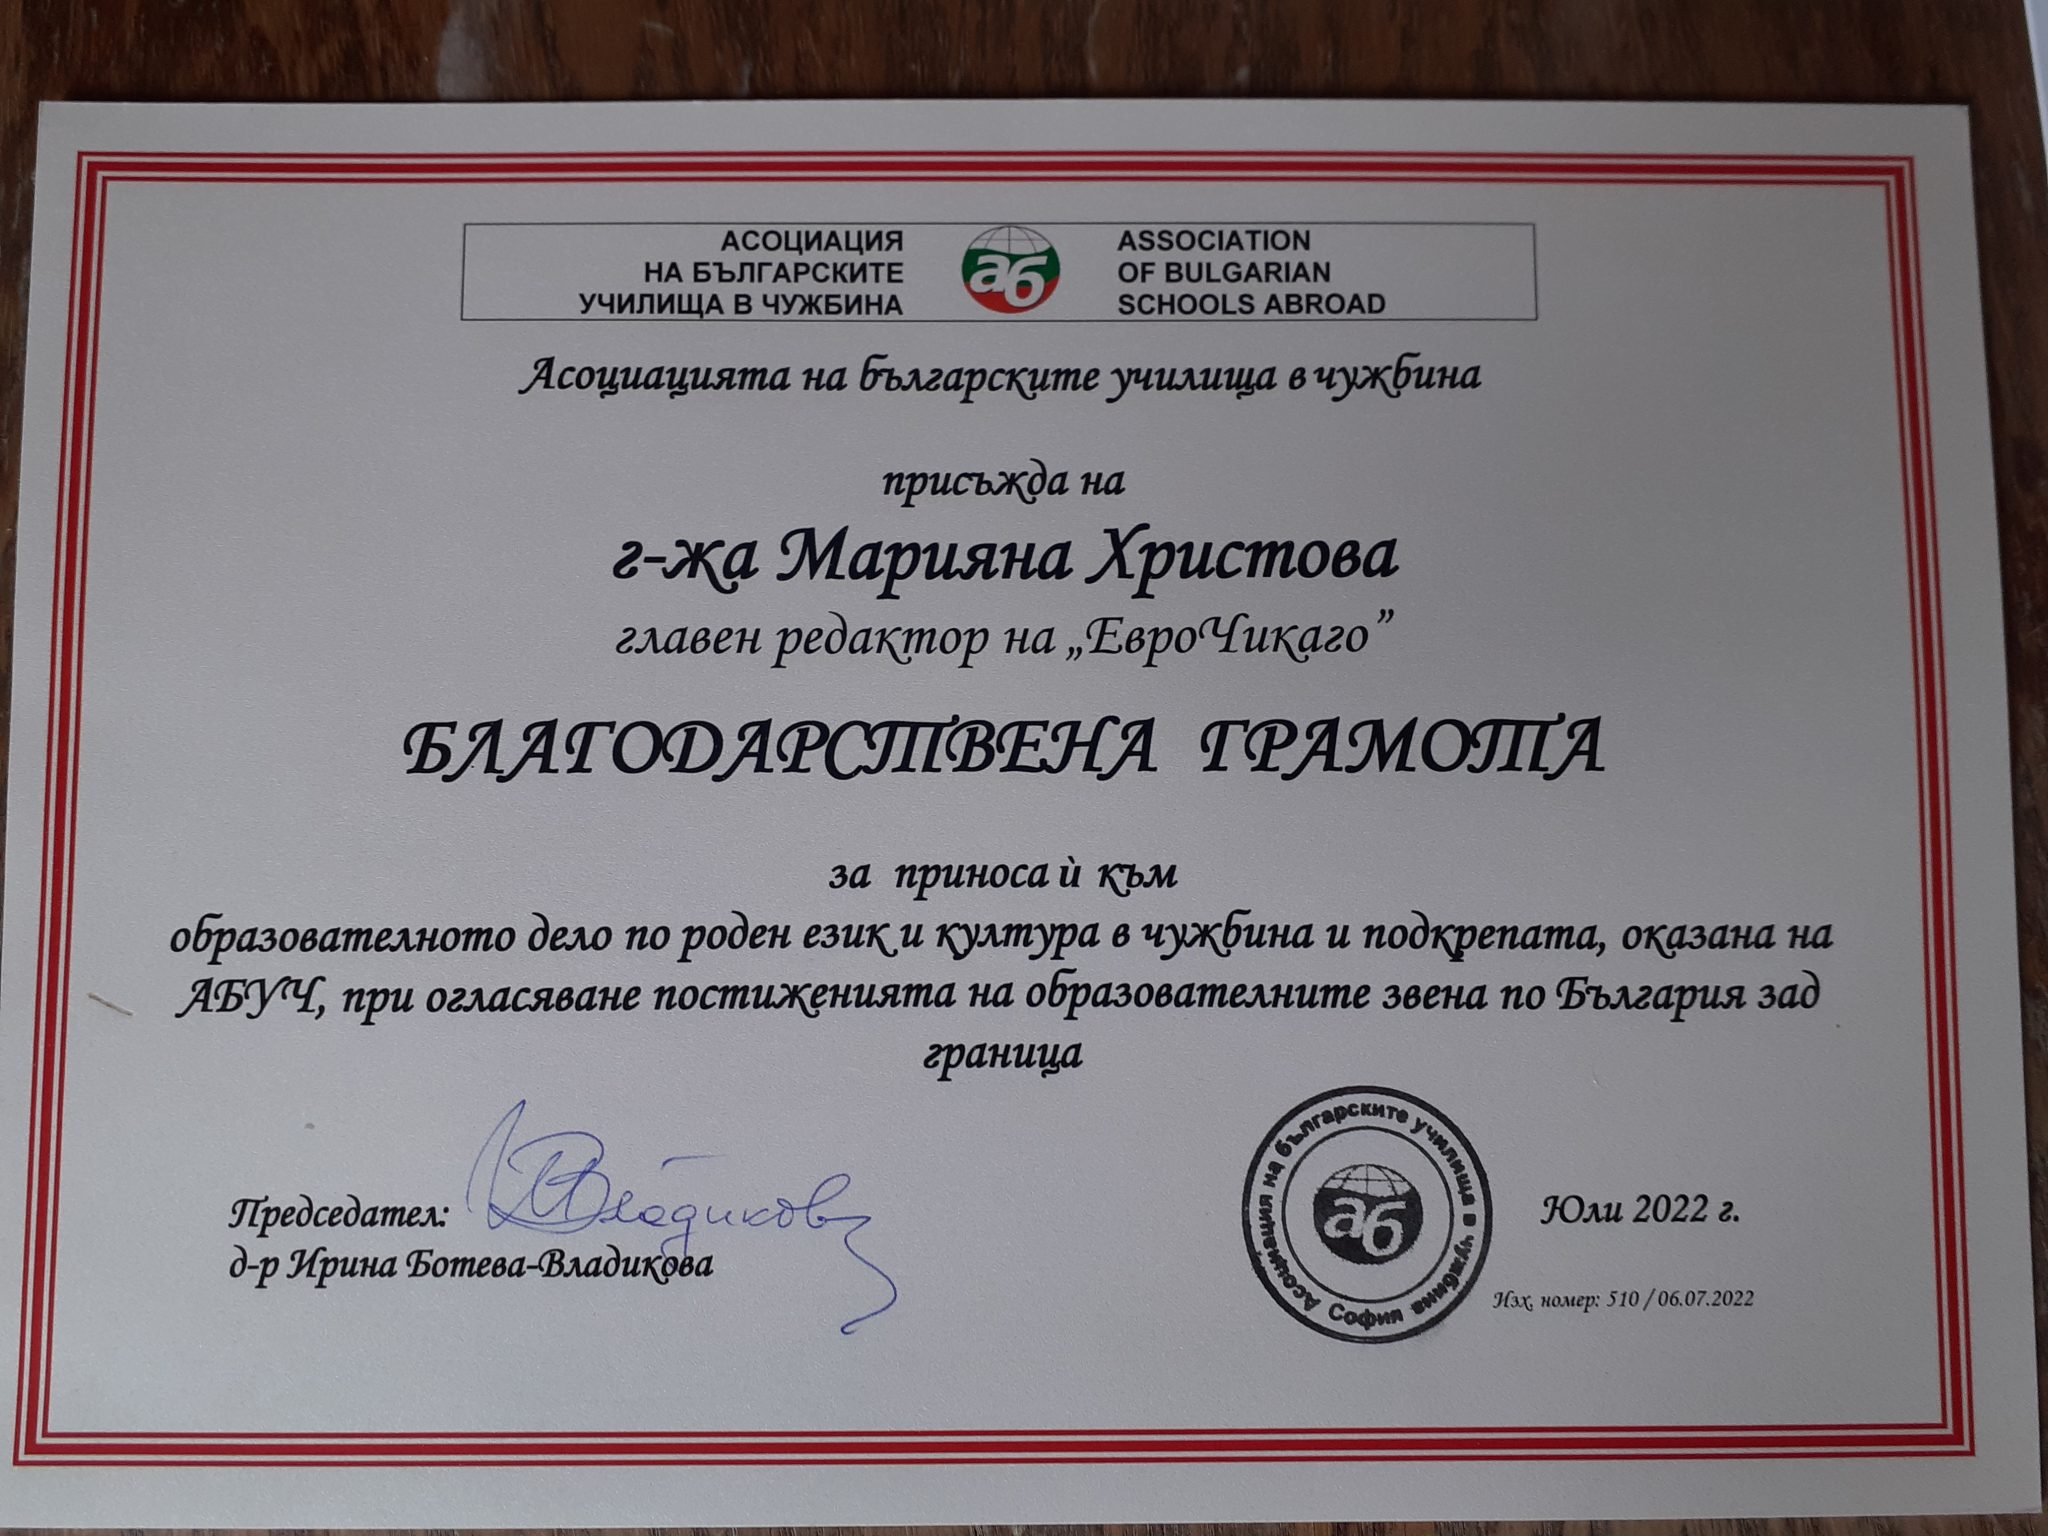 АСОЦИАЦИЯ
НА БЪЛГАРСКИТЕ
УЧИЛИЩА В ЧУЖБИНА
аб
ASSOCIATION
OF BULGARIAN
SCHOOLS ABROAD
Асоциацията на българските училища в чужбина
присъжда на
г-жа Марияна Христова
главен редактор на „ЕвроЧикаго”
БЛАГОДАРСТВЕНА ГРАМОТА
за приноса ѝ към
образователното дело по роден език и култура в чужбина и подкрепата, оказана на
АБУЧ, при огласяване постиженията на образователните звена по България зад
граница
Председател:
д-р Ирина Ботева-Владикова
Асоциация на българските училища в чужбина
София
аб
Юли 2022 г.
Изх. номер: 510 / 06.07.2022